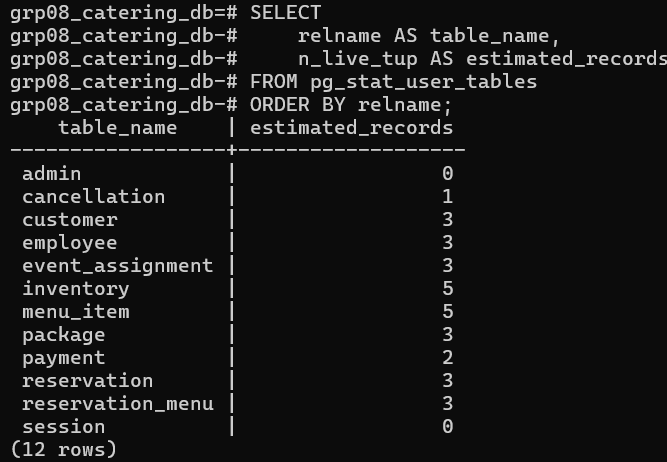 grp08_catering_db=# SELECT
grp08_catering_db-#     relname AS table_name,
grp08_catering_db-#     n_live_tup AS estimated_records
grp08_catering_db-# FROM pg_stat_user_tables
grp08_catering_db-# ORDER BY relname;
    table_name    | estimated_records
------------------+-------------------
 admin            |                 0
 cancellation     |                 1
 customer         |                 3
 employee         |                 3
 event_assignment |                 3
 inventory        |                 5
 menu_item        |                 5
 package          |                 3
 payment          |                 2
 reservation      |                 3
 reservation_menu |                 3
 session          |                 0
(12 rows)